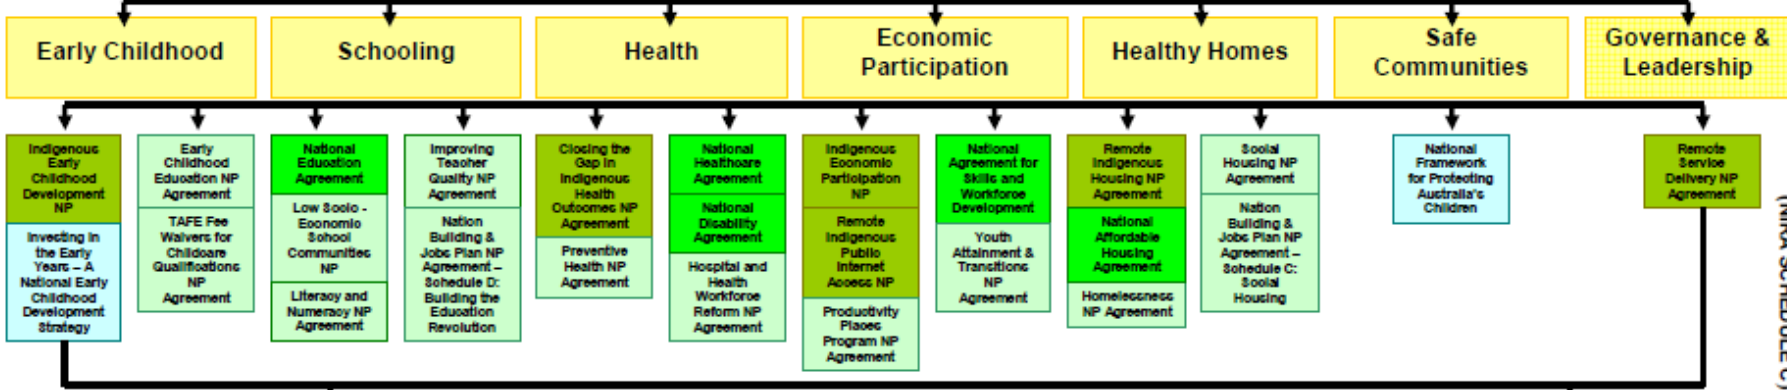 Early Childhood
Schooling
Health
Economic
Participation
Healthy Homes
Safe
Communities
Governance &
Leadership
Indigenous
Early
Childhood
Development
NP
Investing in
the Early
Years – A
National Early
Childhood
Development
Strategy
Early
Childhood
Education NP
Agreement
TAFE Fee
Waivers for
Childcare
Qualifications
NP
Agreement
National
Education
Agreement
Low Socio -
Economic
School
Communities
NP
Literacy and
Numeracy NP
Agreement
Improving
Teacher
Quality NP
Agreement
Nation
Building &
Jobs Plan NP
Agreement –
Schedule D:
Building the
Education
Revolution
Closing the
Gap in
Indigenous
Health
Outcomes NP
Agreement
Preventive
Health NP
Agreement
National
Healthcare
Agreement
National
Disability
Agreement
Hospital and
Health
Workforce
Reform NP
Agreement
Indigenous
Economic
Participation
NP
Remote
Indigenous
Public
Internet
Access NP
Productivity
Places
Program NP
Agreement
National
Agreement for
Skills and
Workforce
Development
Youth
Attainment &
Transitions
NP
Agreement
Remote
Indigenous
Housing NP
Agreement
National
Affordable
Housing
Agreement
Homelessness
NP Agreement
Social
Housing NP
Agreement
Nation
Building &
Jobs Plan NP
Agreement –
Schedule C:
Social
Housing
National
Framework
for Protecting
Australia's
Children
Remote
Service
Delivery NP
Agreement